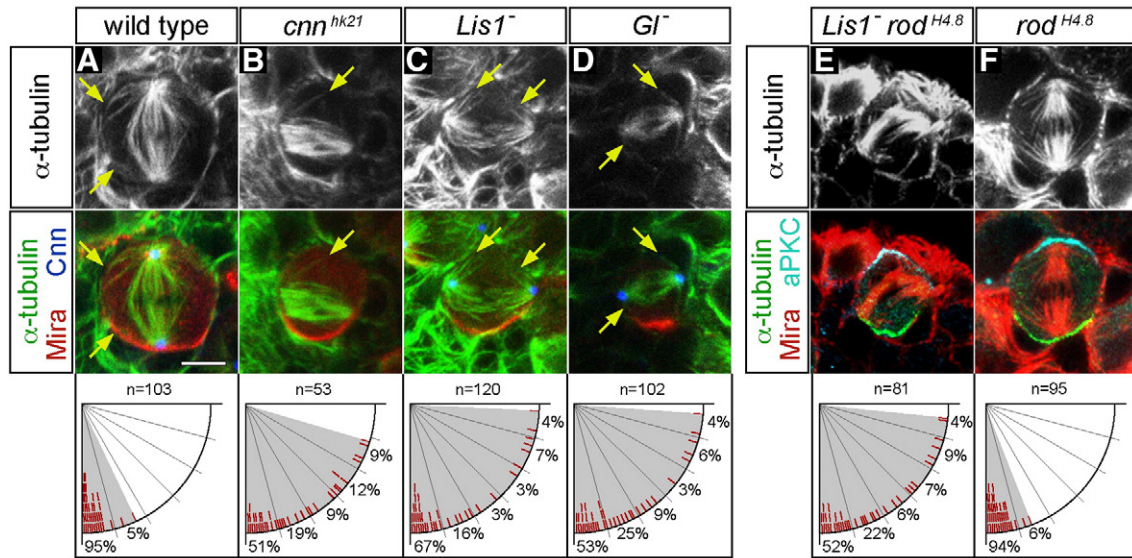 wild type
cnn hk21
Lis1⁻
Gl⁻
Lis1⁻ rod H4.8
rod H4.8
A
B
C
D
E
F
α-tubulin
α-tubulin
α-tubulin
Mira Cnn
α-tubulin
Mira aPKC
n=103
n=53
n=120
n=102
n=81
n=95
95%
5%
51%
19%
9%
12%
9%
67%
16%
3%
3%
7%
4%
53%
25%
9%
3%
6%
4%
52%
22%
6%
7%
9%
4%
94%
6%